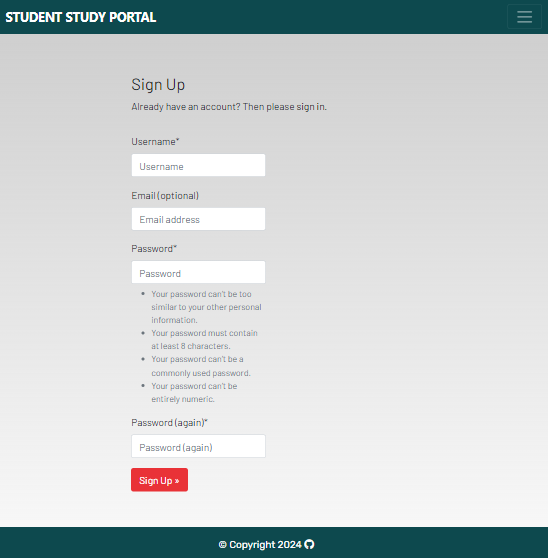 STUDENT STUDY PORTAL
Sign Up
Already have an account? Then please sign in.
Username*
Username
Email (optional)
Email address
Password*
Password
• Your password can't be too
similar to your other personal
information.
• Your password must contain
at least 8 characters.
• Your password can't be a
commonly used password.
• Your password can't be
entirely numeric.
Password (again)*
Password (again)
Sign Up »
© Copyright 2024